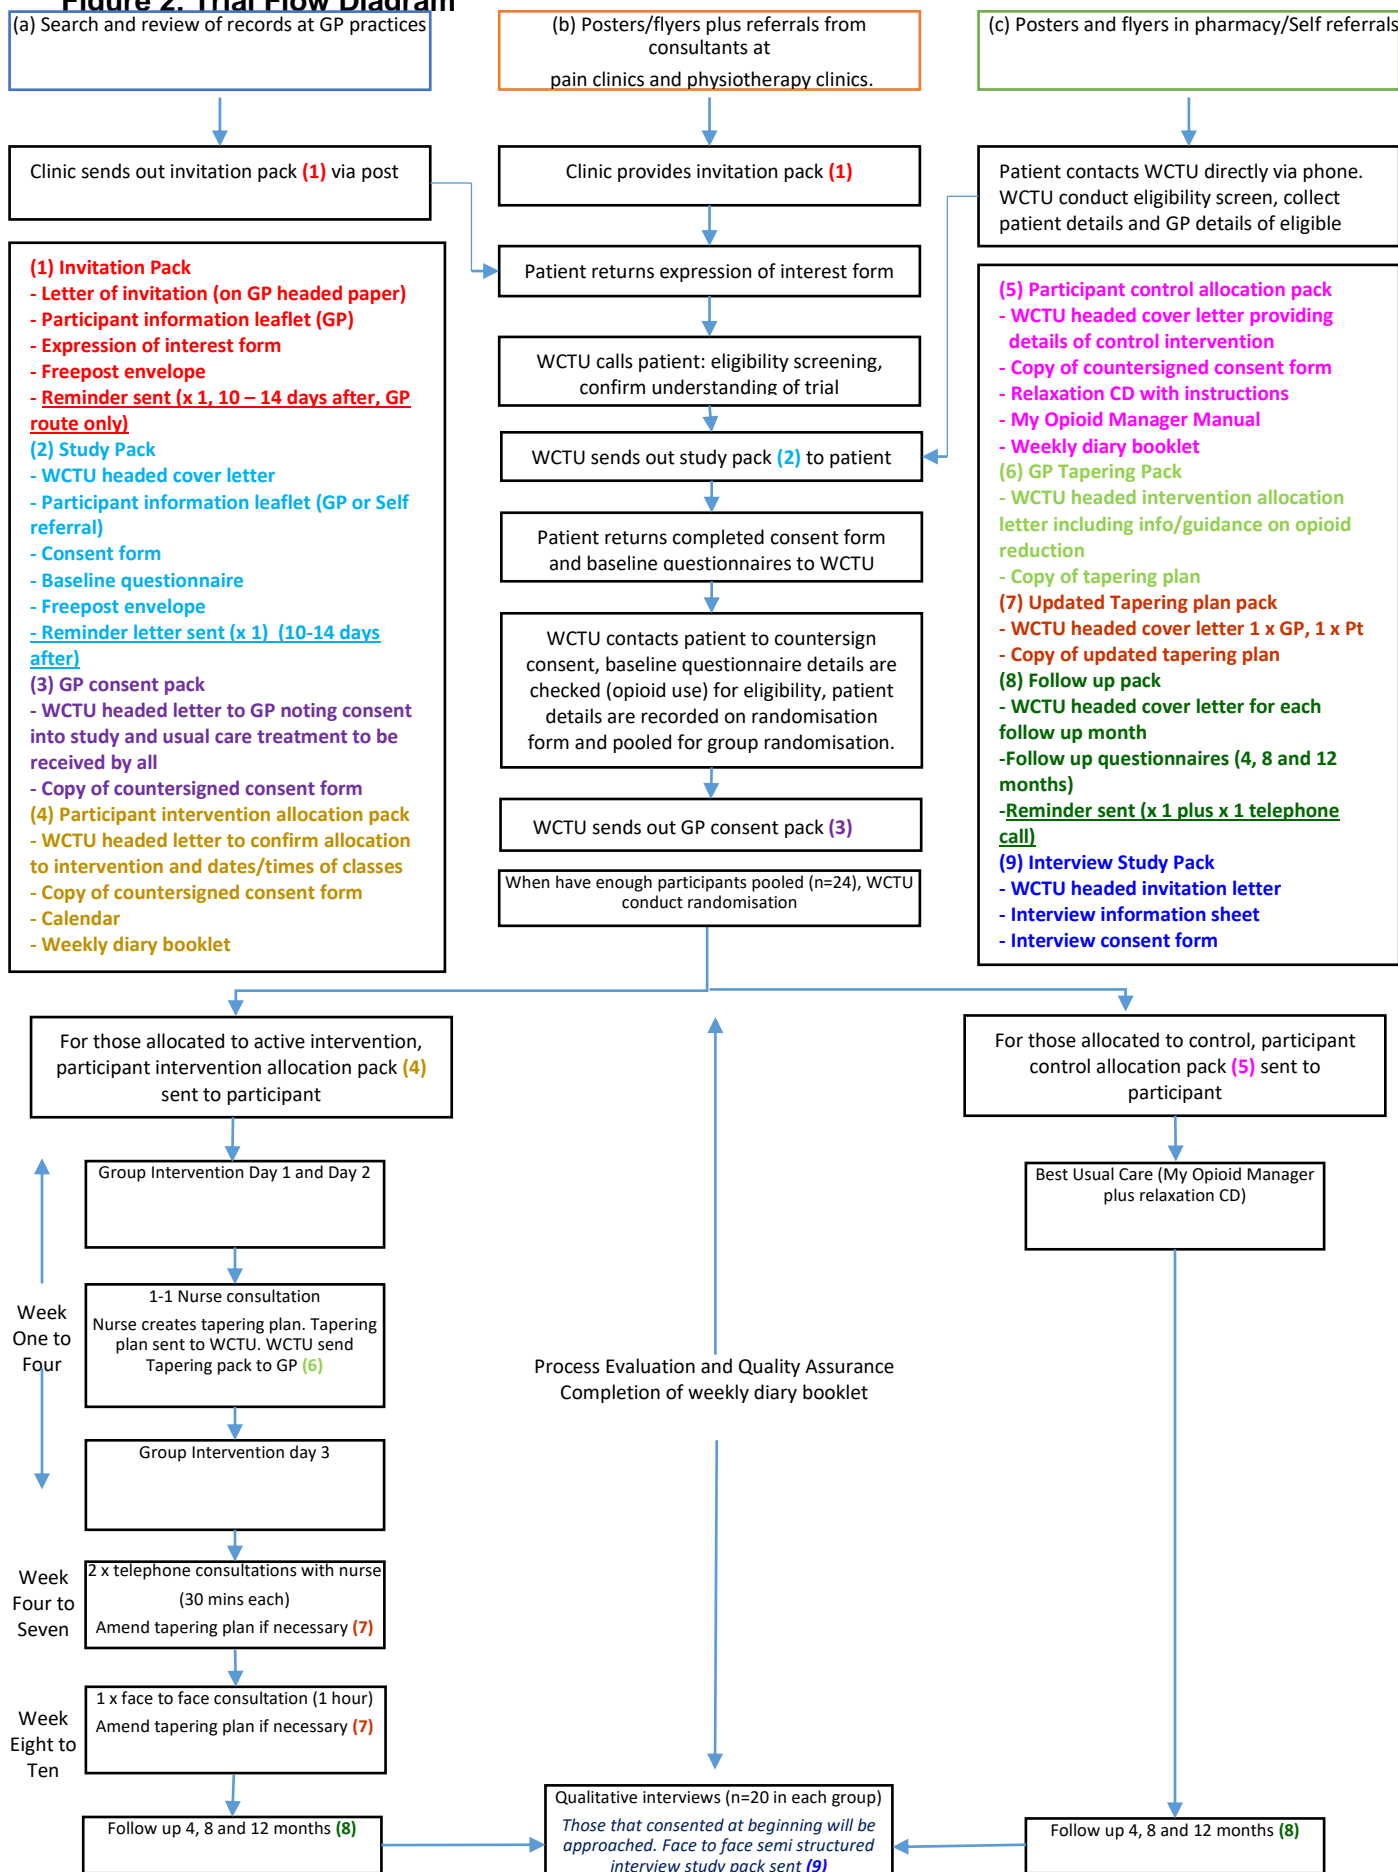 Figure 2. Trial Flow Diagram
(a) Search and review of records at GP practices
(b) Posters/flyers plus referrals from
consultants at
pain clinics and physiotherapy clinics.
(c) Posters and flyers in pharmacy/Self referrals
Clinic sends out invitation pack (1) via post
Clinic provides invitation pack (1)
Patient contacts WCTU directly via phone.
WCTU conduct eligibility screen, collect
patient details and GP details of eligible
Patient returns expression of interest form
WCTU calls patient: eligibility screening,
confirm understanding of trial
WCTU sends out study pack (2) to patient
Patient returns completed consent form
and baseline questionnaires to WCTU
WCTU contacts patient to countersign
consent, baseline questionnaire details are
checked (opioid use) for eligibility, patient
details are recorded on randomisation
form and pooled for group randomisation.
WCTU sends out GP consent pack (3)
When have enough participants pooled (n=24), WCTU
conduct randomisation
(1) Invitation Pack
- Letter of invitation (on GP headed paper)
- Participant information leaflet (GP)
- Expression of interest form
- Freepost envelope
- Reminder sent (x 1, 10 – 14 days after, GP
route only)
(2) Study Pack
- WCTU headed cover letter
- Participant information leaflet (GP or Self
referral)
- Consent form
- Baseline questionnaire
- Freepost envelope
- Reminder letter sent (x 1) (10-14 days
after)
(3) GP consent pack
- WCTU headed letter to GP noting consent
into study and usual care treatment to be
received by all
- Copy of countersigned consent form
(4) Participant intervention allocation pack
- WCTU headed letter to confirm allocation
to intervention and dates/times of classes
- Copy of countersigned consent form
- Calendar
- Weekly diary booklet
(5) Participant control allocation pack
- WCTU headed cover letter providing
details of control intervention
- Copy of countersigned consent form
- Relaxation CD with instructions
- My Opioid Manager Manual
- Weekly diary booklet
(6) GP Tapering Pack
- WCTU headed intervention allocation
letter including info/guidance on opioid
reduction
- Copy of tapering plan
(7) Updated Tapering plan pack
- WCTU headed cover letter 1 x GP, 1 x Pt
- Copy of updated tapering plan
(8) Follow up pack
- WCTU headed cover letter for each
follow up month
-Follow up questionnaires (4, 8 and 12
months)
-Reminder sent (x 1 plus x 1 telephone
call)
(9) Interview Study Pack
- WCTU headed invitation letter
- Interview information sheet
- Interview consent form
For those allocated to active intervention,
participant intervention allocation pack (4)
sent to participant
For those allocated to control, participant
control allocation pack (5) sent to
participant
Week
One to
Four
Group Intervention Day 1 and Day 2
1-1 Nurse consultation
Nurse creates tapering plan. Tapering
plan sent to WCTU. WCTU send
Tapering pack to GP (6)
Group Intervention day 3
Best Usual Care (My Opioid Manager
plus relaxation CD)
Process Evaluation and Quality Assurance
Completion of weekly diary booklet
Week
Four to
Seven
2 x telephone consultations with nurse
(30 mins each)
Amend tapering plan if necessary (7)
Week
Eight to
Ten
1 x face to face consultation (1 hour)
Amend tapering plan if necessary (7)
Follow up 4, 8 and 12 months (8)
Qualitative interviews (n=20 in each group)
Those that consented at beginning will be
approached. Face to face semi structured
interview study pack sent (9)
Follow up 4, 8 and 12 months (8)